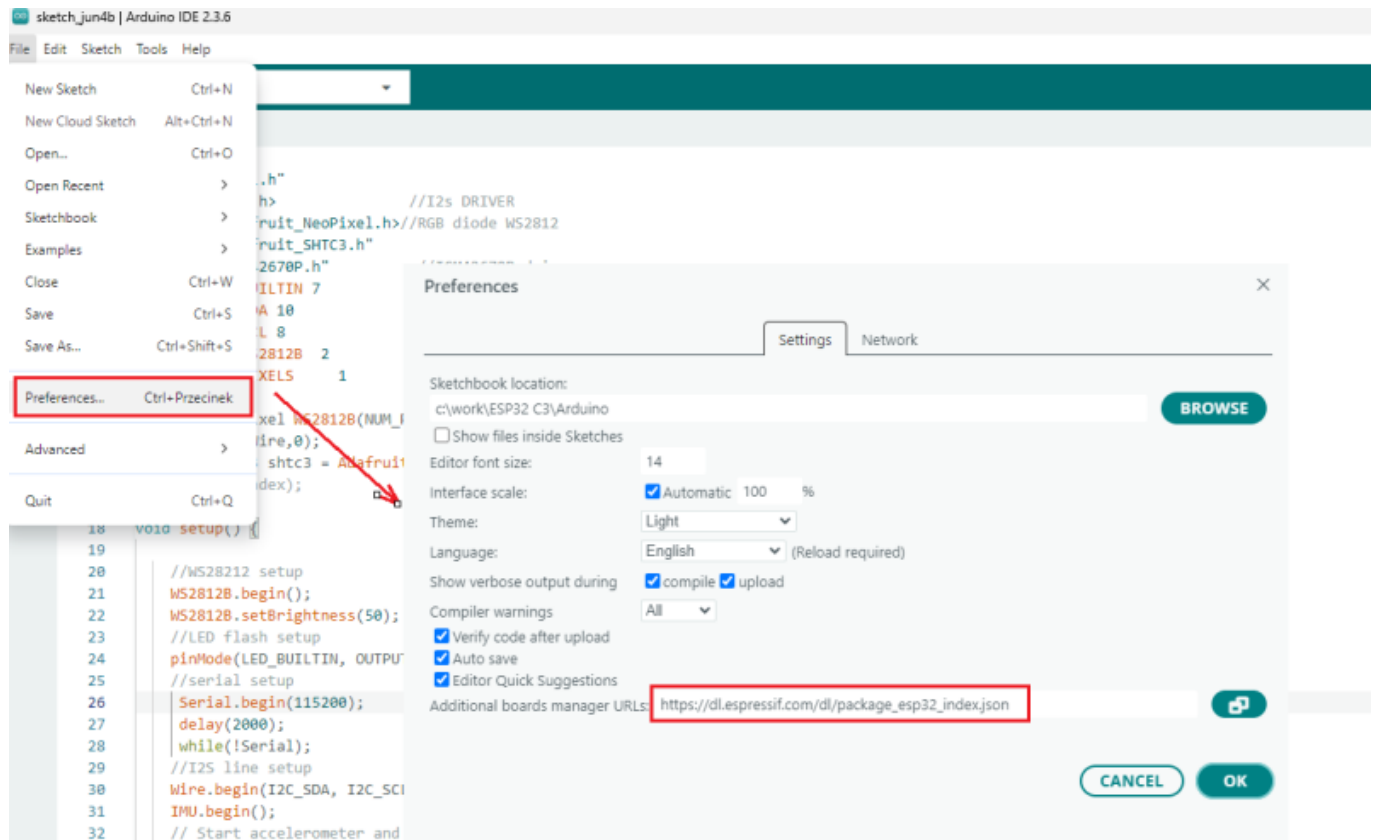 sketch_jun4b | Arduino IDE 2.3.6
File Edit Sketch Tools Help
New Sketch Ctrl+N
New Cloud Sketch Alt+Ctrl+N
Open... Ctrl+O
Open Recent
Sketchbook
Examples
Close Ctrl+W
Save Ctrl+S
Save As... Ctrl+Shift+S
Preferences... Ctrl+Przecinek
Advanced
Quit Ctrl+Q
.h"
h> //I2s DRIVER
ruit_NeoPixel.h>//RGB diode WS2812
ruit_SHTC3.h"
2670P.h"
ILTIN 7
A 10
L 8
2812B 2
XELS 1
xel WS2812B(NUM_
ire,0);
shtc3 = Adafruit
dex);
18 void setup() {
19
20 //WS28212 setup
21 WS2812B.begin();
22 WS2812B.setBrightness(50);
23 //LED flash setup
24 pinMode(LED_BUILTIN, OUTPU
25 //serial setup
26 Serial.begin(115200);
27 delay(2000);
28 while(!Serial);
29 //I2S line setup
30 Wire.begin(I2C_SDA, I2C_SC
31 IMU.begin();
32 // Start accelerometer and
Preferences
Settings Network
Sketchbook location:
c:\work\ESP32 C3\Arduino BROWSE
Show files inside Sketches
Editor font size: 14
Interface scale: Automatic 100 %
Theme: Light
Language: English (Reload required)
Show verbose output during compile upload
Compiler warnings All
Verify code after upload
Auto save
Editor Quick Suggestions
Additional boards manager URLs: https://dl.espressif.com/dl/package_esp32_index.json
CANCEL OK